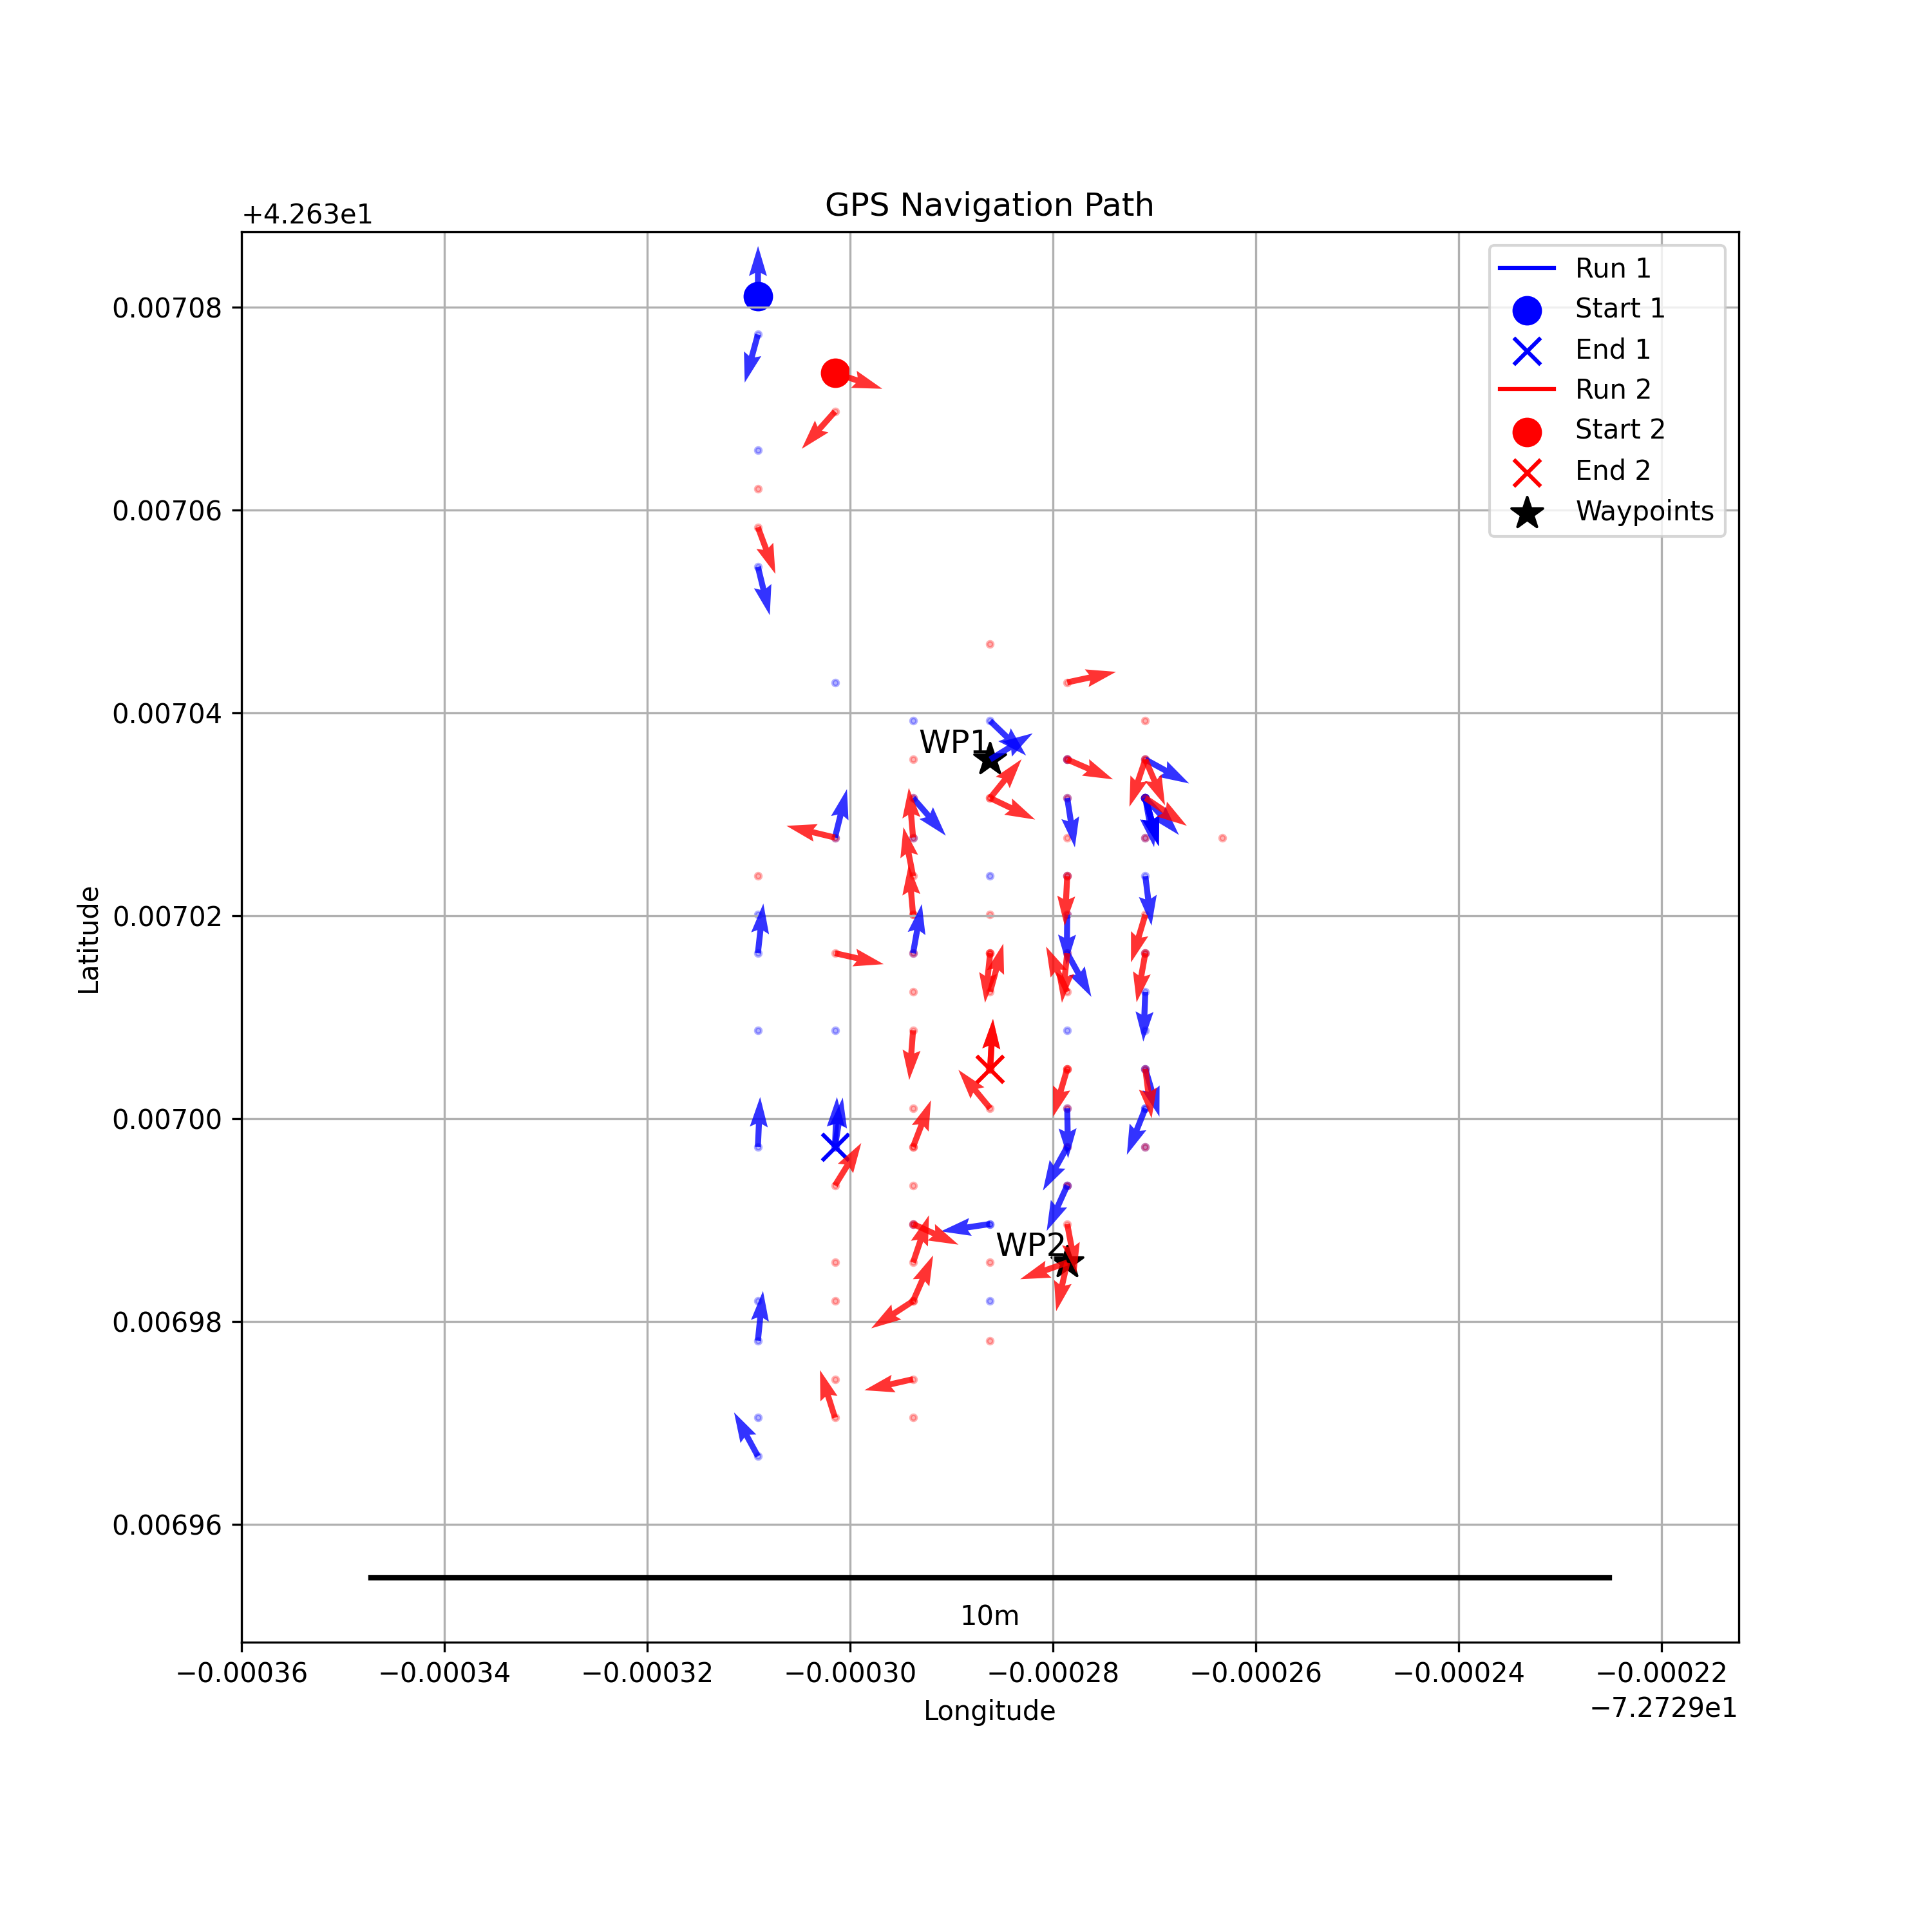 GPS Navigation Path
+4.263e1
Run 1
Start 1
End 1
Run 2
Start 2
End 2
Waypoints
0.00708
0.00706
0.00704
0.00702
0.00700
0.00698
0.00696
Latitude
WP1
WP2
10m
−0.00036 −0.00034 −0.00032 −0.00030 −0.00028 −0.00026 −0.00024 −0.00022
Longitude
−7.2729e1